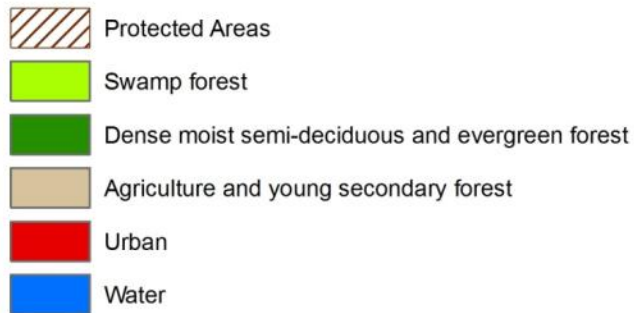 Protected Areas
Swamp forest
Dense moist semi-deciduous and evergreen forest
Agriculture and young secondary forest
Urban
Water